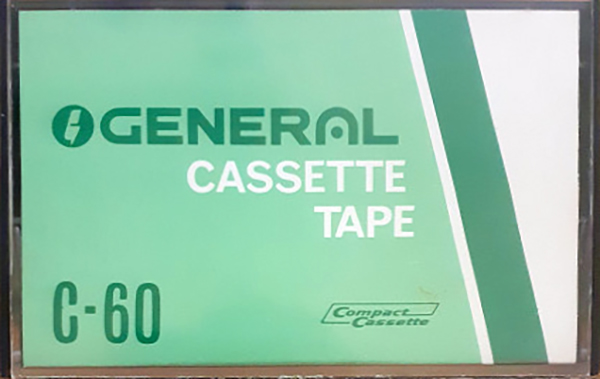 GENERAL
CASSETTE
TAPE
C-60
Compact
Cassette